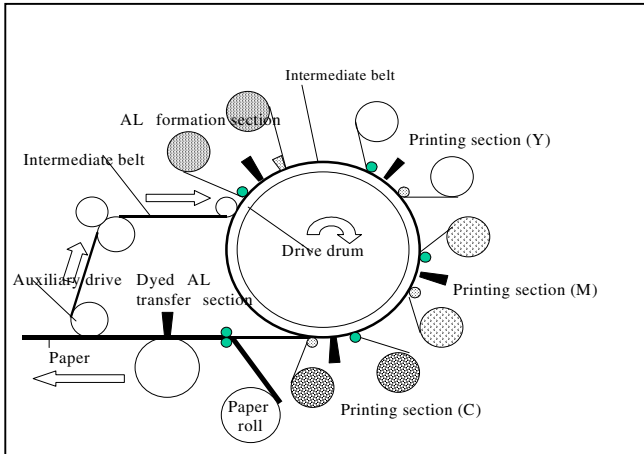 Intermediate belt
AL formation section
Printing section (Y)
Intermediate belt
Drive drum
Auxiliary drive
Dyed AL
transfer section
Printing section (M)
Paper
Paper
roll
Printing section (C)